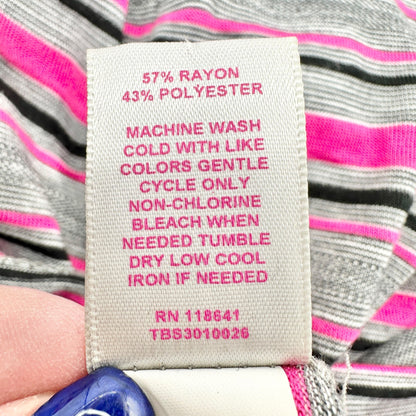 57% RAYON
43% POLYESTER
MACHINE WASH
COLD WITH LIKE
COLORS GENTLE
CYCLE ONLY
NON-CHLORINE
BLEACH WHEN
NEEDED TUMBLE
DRY LOW COOL
IRON IF NEEDED
RN 118641
TBS3010026